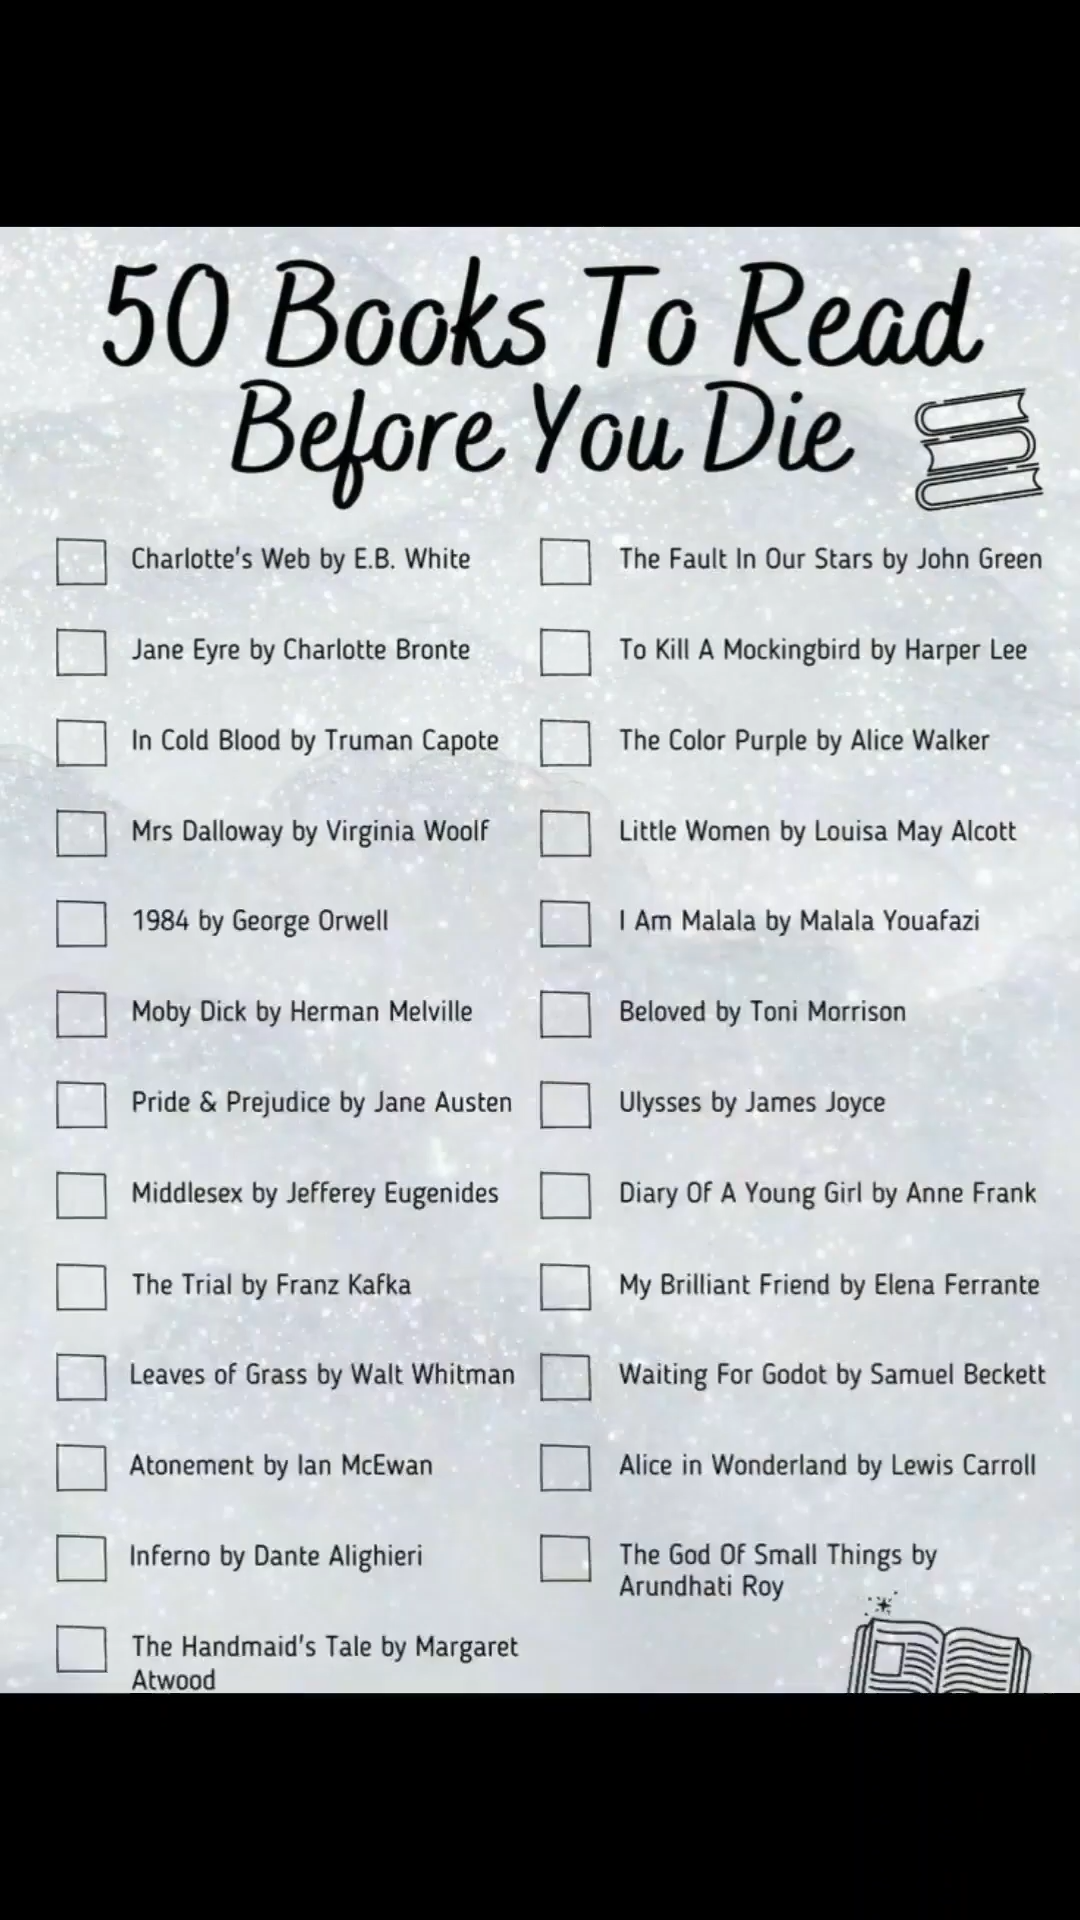 50 Books To Read
Before You Die
Charlotte's Web by E.B. White
Jane Eyre by Charlotte Bronte
In Cold Blood by Truman Capote
Mrs Dalloway by Virginia Woolf
1984 by George Orwell
Moby Dick by Herman Melville
Pride & Prejudice by Jane Austen
Middlesex by Jefferey Eugenides
The Trial by Franz Kafka
Leaves of Grass by Walt Whitman
Atonement by Ian McEwan
Inferno by Dante Alighieri
The Handmaid's Tale by Margaret
Atwood
The Fault In Our Stars by John Green
To Kill A Mockingbird by Harper Lee
The Color Purple by Alice Walker
Little Women by Louisa May Alcott
I Am Malala by Malala Youafazi
Beloved by Toni Morrison
Ulysses by James Joyce
Diary Of A Young Girl by Anne Frank
My Brilliant Friend by Elena Ferrante
Waiting For Godot by Samuel Beckett
Alice in Wonderland by Lewis Carroll
The God Of Small Things by
Arundhati Roy